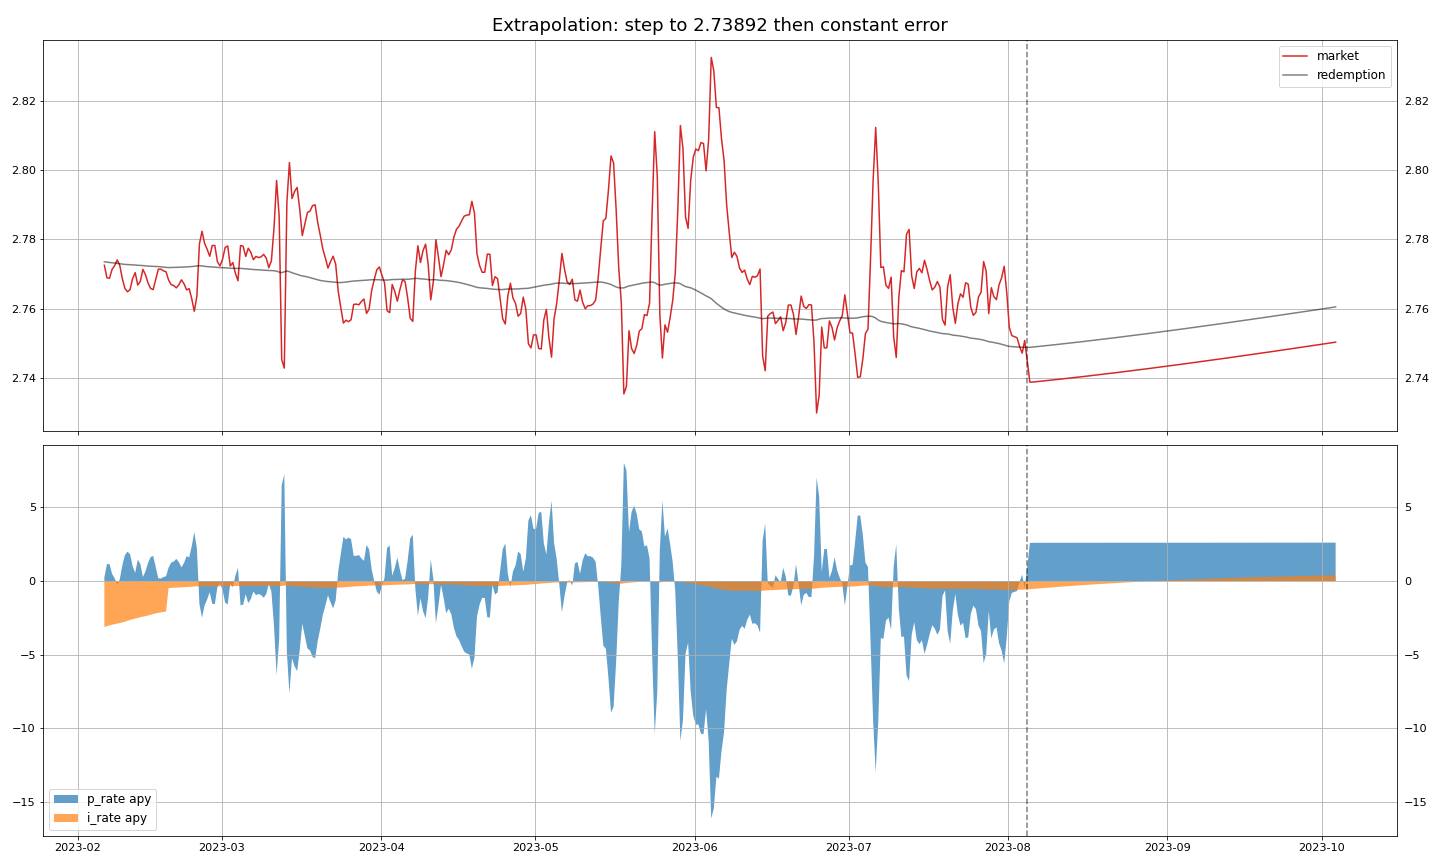 Extrapolation: step to 2.73892 then constant error
market
redemption
2.82 2.82
2.80 2.80
2.78 2.78
2.76 2.76
2.74 2.74
5 5
0 0
−5 −5
−10 −10
−15 −15
p_rate apy
i_rate apy
2023-02 2023-03 2023-04 2023-05 2023-06 2023-07 2023-08 2023-09 2023-10